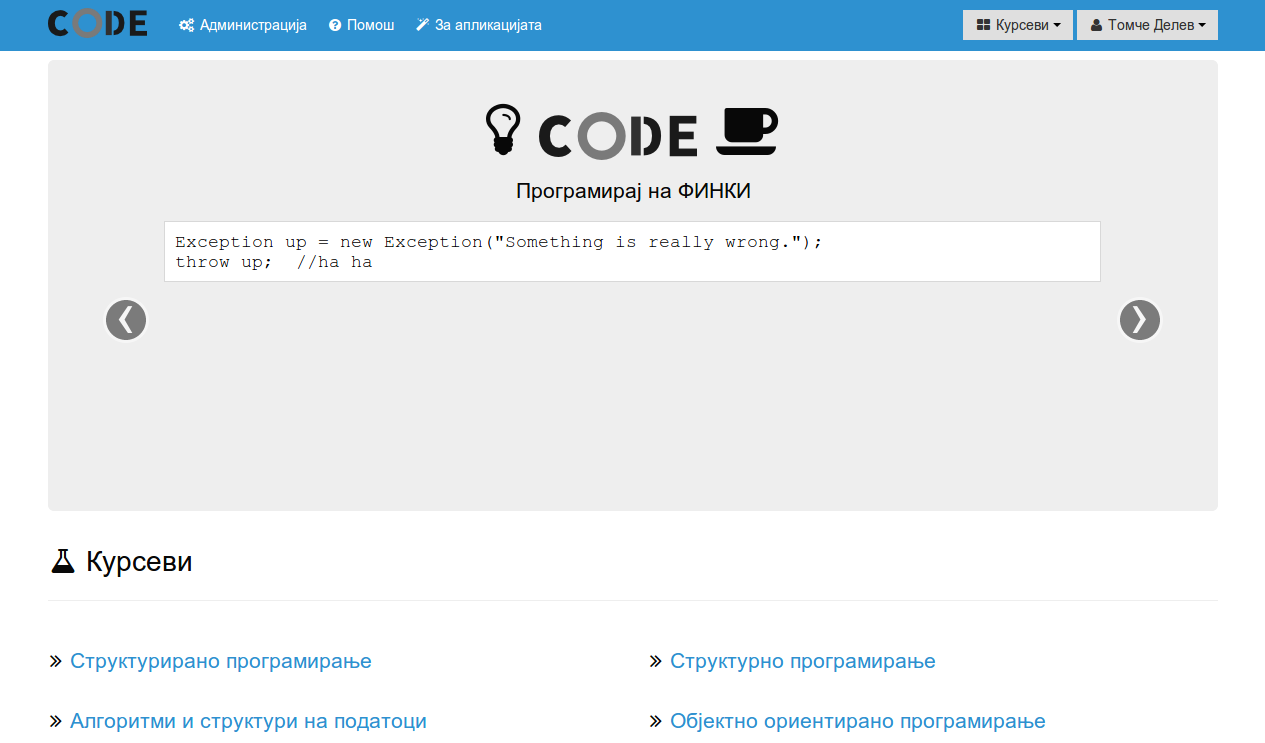 CODE Администрација Помош За апликацијата Курсеви Томче Делев
CODE
Програмирај на ФИНКИ
Exception up = new Exception("Something is really wrong.");
throw up;  //ha ha
Курсеви
Структурирано програмирање Структурно програмирање
Алгоритми и структури на податоци Објектно ориентирано програмирање